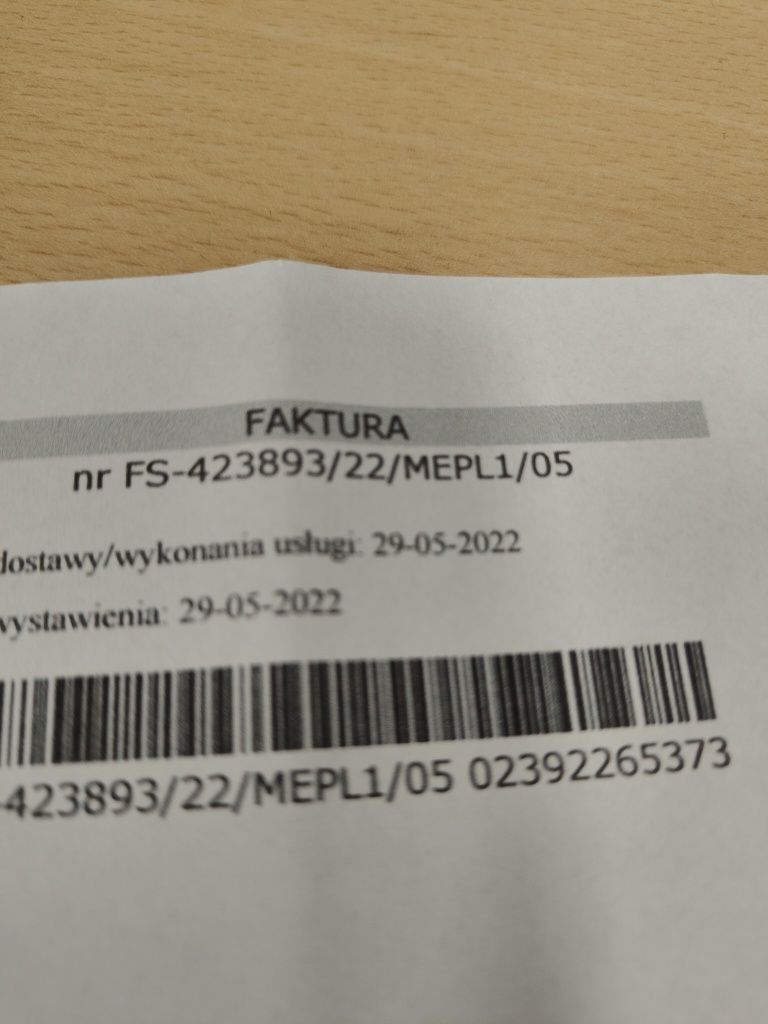 FAKTURA
nr FS-423893/22/MEPL1/05
dostawy/wykonania usługi: 29-05-2022
wystawienia: 29-05-2022
-423893/22/MEPL1/05 02392265373